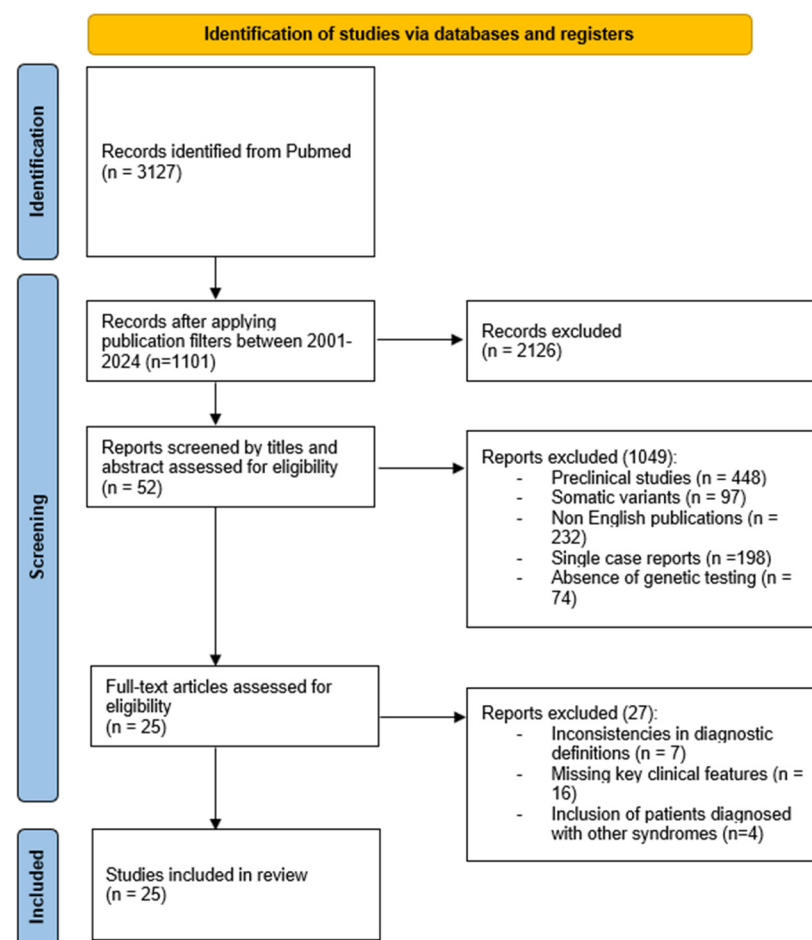 Identification of studies via databases and registers
Identification
Records identified from Pubmed
(n = 3127)
Screening
Records after applying
publication filters between 2001-
2024 (n=1101)
Records excluded
(n = 2126)
Reports screened by titles and
abstract assessed for eligibility
(n = 52)
Reports excluded (1049):
- Preclinical studies (n = 448)
- Somatic variants (n = 97)
- Non English publications (n =
232)
- Single case reports (n =198)
- Absence of genetic testing (n =
74)
Full-text articles assessed for
eligibility
(n = 25)
Reports excluded (27):
- Inconsistencies in diagnostic
definitions (n = 7)
- Missing key clinical features (n =
16)
- Inclusion of patients diagnosed
with other syndromes (n=4)
Included
Studies included in review
(n = 25)